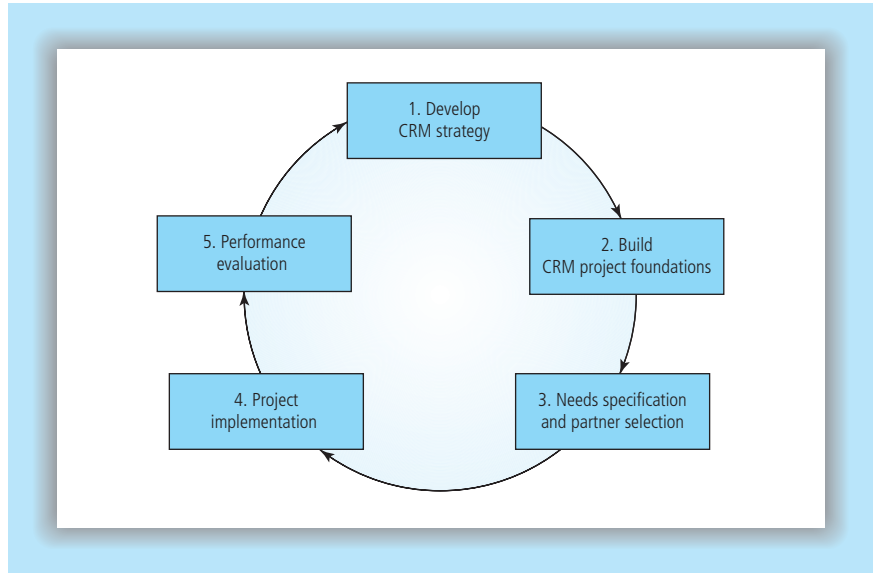 1. Develop
CRM strategy
2. Build
CRM project foundations
3. Needs specification
and partner selection
4. Project
implementation
5. Performance
evaluation